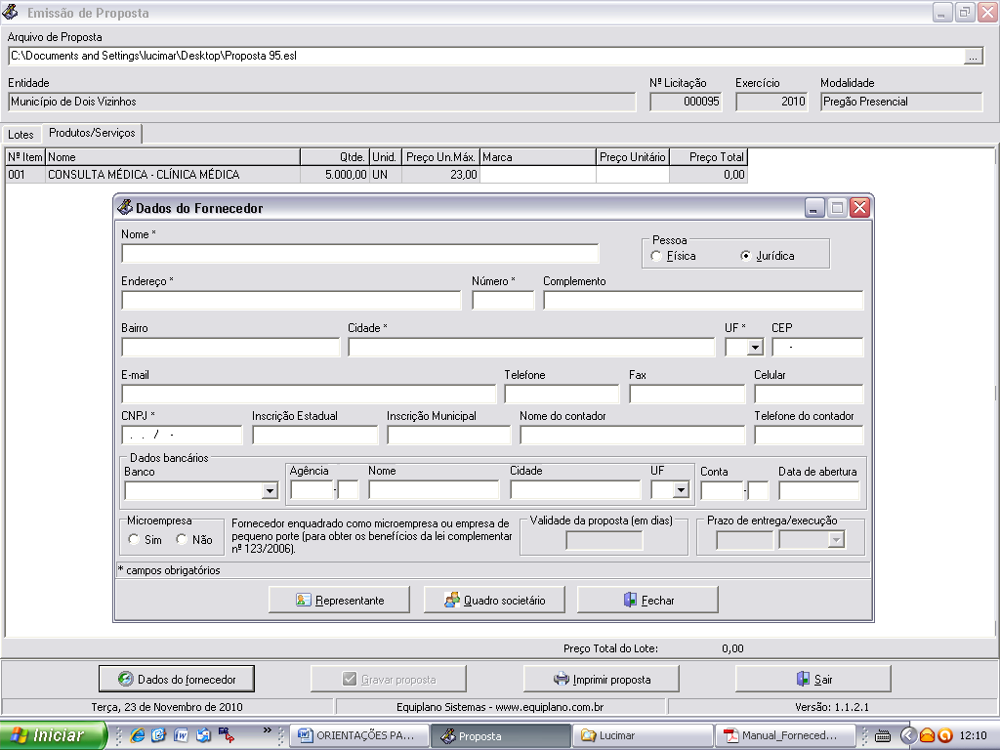 Emissão de Proposta
Arquivo de Proposta
C:\Documents and Settings\lucimar\Desktop\Proposta 95.esl
...
Entidade Nº Licitação Exercício Modalidade
Município de Dois Vizinhos 000095 2010 Pregão Presencial
Lotes Produtos/Serviços
Nº Item Nome Qtde. Unid. Preço Un.Máx. Marca Preço Unitário Preço Total
001 CONSULTA MÉDICA - CLÍNICA MÉDICA 5.000,00 UN 23,00 0,00
Dados do Fornecedor
Nome * Pessoa
Física Jurídica
Endereço * Número * Complemento
Bairro Cidade * UF * CEP
-
E-mail Telefone Fax Celular
CNPJ * Inscrição Estadual Inscrição Municipal Nome do contador Telefone do contador
. . / -
Dados bancários
Banco Agência Nome Cidade UF Conta Data de abertura
- -
Microempresa
Sim Não
Fornecedor enquadrado como microempresa ou empresa de
pequeno porte (para obter os benefícios da lei complementar
nº 123/2006).
Validade da proposta (em dias) Prazo de entrega/execução
* campos obrigatórios
Representante Quadro societário Fechar
Preço Total do Lote: 0,00
Dados do fornecedor Gravar proposta Imprimir proposta Sair
Terça, 23 de Novembro de 2010 Equiplano Sistemas - www.equiplano.com.br Versão: 1.1.2.1
Iniciar » ORIENTAÇÕES PA... Proposta Lucimar Manual_Forneced... 12:10